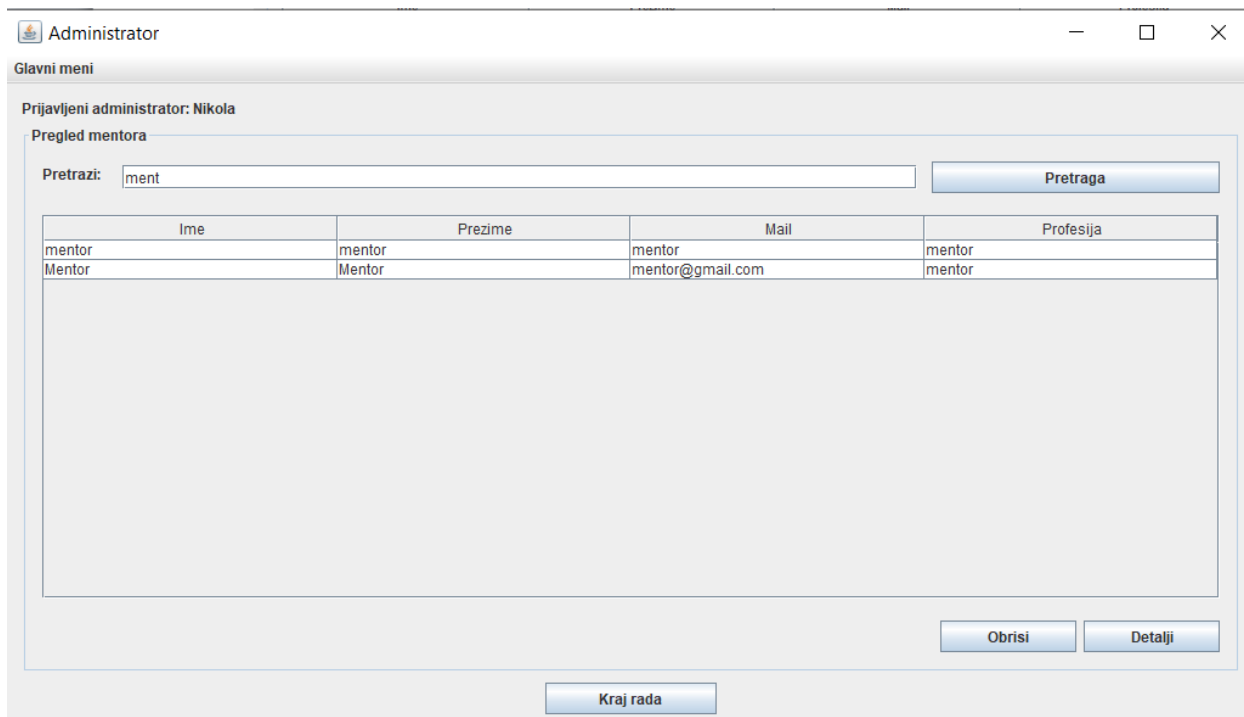 Administrator
Glavni meni
Prijavljeni administrator: Nikola
Pregled mentora
Pretrazi: ment Pretraga
Ime Prezime Mail Profesija
mentor mentor mentor mentor
Mentor Mentor mentor@gmail.com mentor
Obrisi Detalji
Kraj rada